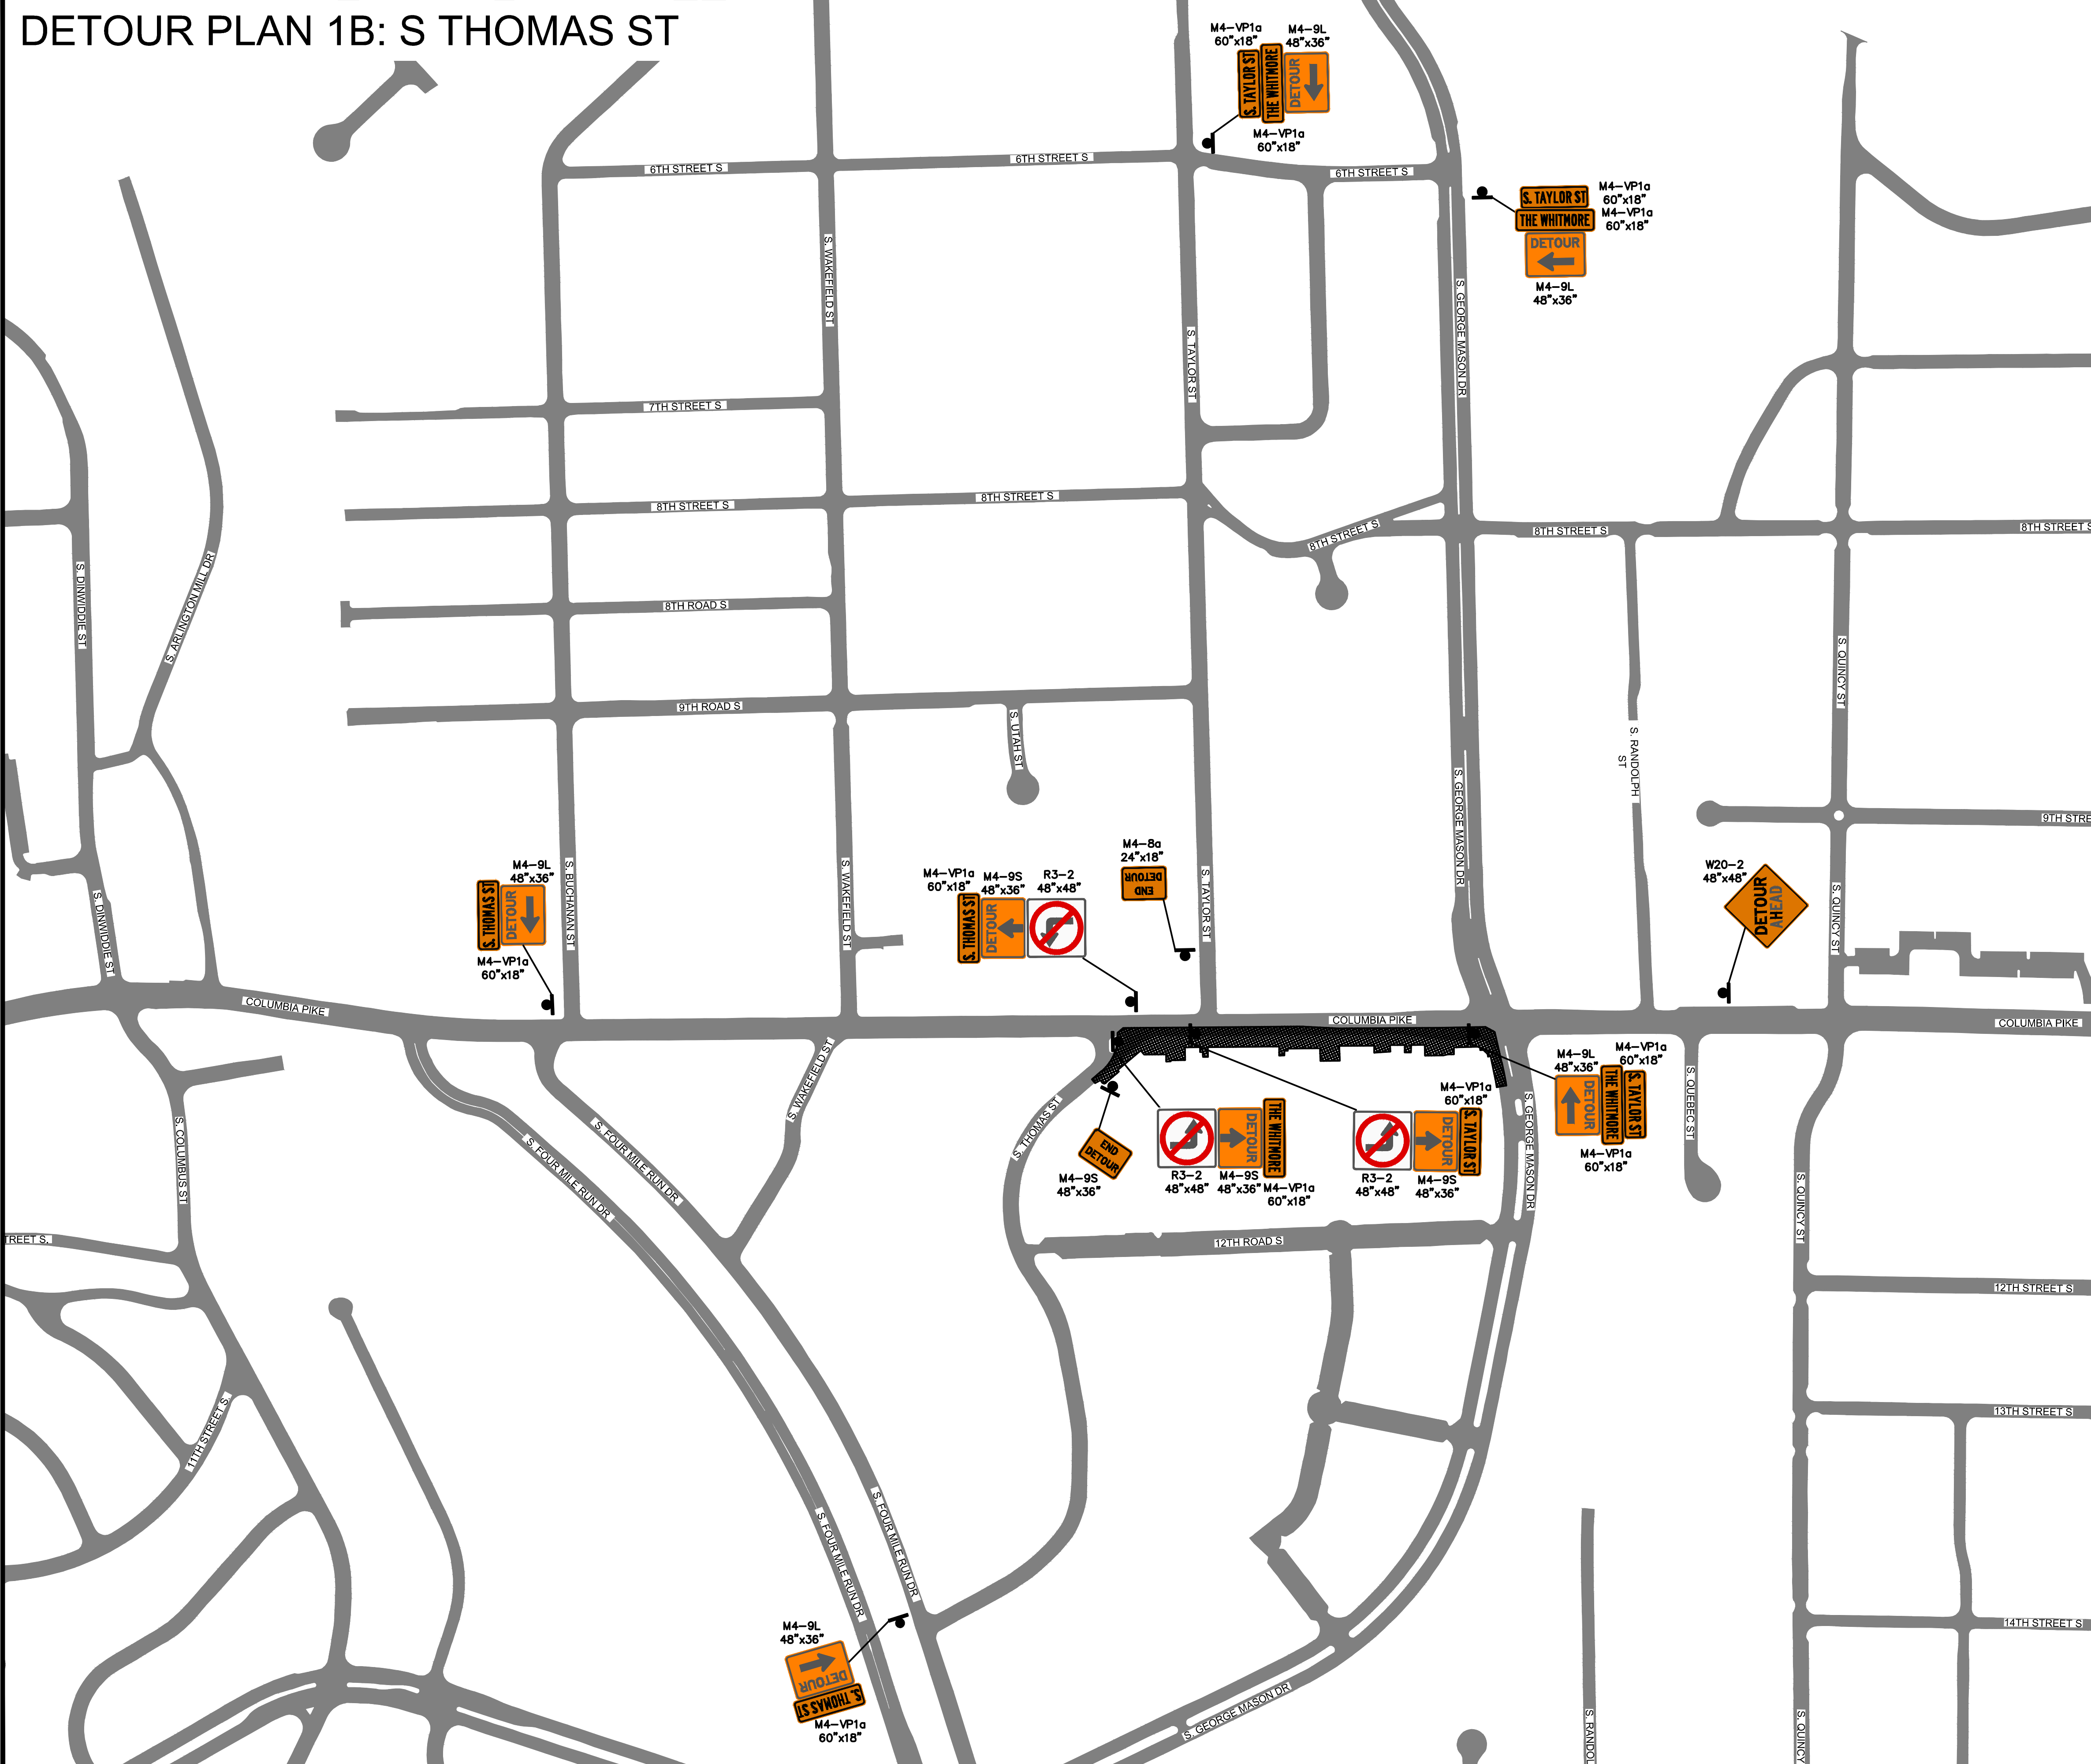 DETOUR PLAN 1B: S THOMAS ST
M4-VP1a
60"x18"
M4-9L
48"x36"
S. TAYLOR ST
THE WHITMORE
DETOUR
M4-VP1a
60"x18"
6TH STREET S
6TH STREET S
6TH STREET S
S. TAYLOR ST
THE WHITMORE
DETOUR
M4-VP1a
60"x18"
M4-VP1a
60"x18"
M4-9L
48"x36"
S. WAKEFIELD ST
S. TAYLOR ST
S. GEORGE MASON DR
7TH STREET S
8TH STREET S
8TH STREET S
8TH STREET S
8TH STREET S
8TH STREET S
S. DINWIDDIE ST
S. ARLINGTON MILL DR
8TH ROAD S
9TH ROAD S
S. UTAH ST
S. GEORGE MASON DR
S. RANDOLPH
ST
S. QUINCY ST
9TH STRE
S. DINWIDDIE ST
M4-9L
48"x36"
S. THOMAS ST
DETOUR
M4-VP1a
60"x18"
S. BUCHANAN ST
S. WAKEFIELD ST
M4-VP1a
60"x18"
M4-9S
48"x36"
R3-2
48"x48"
S. THOMAS ST
DETOUR
M4-8a
24"x18"
END
DETOUR
S. TAYLOR ST
W20-2
48"x48"
DETOUR
AHEAD
S. QUINCY ST
COLUMBIA PIKE
COLUMBIA PIKE
COLUMBIA PIKE
S. WAKEFIELD ST
S. THOMAS ST
END
DETOUR
M4-9S
48"x36"
DETOUR
THE WHITMORE
R3-2
48"x48"
M4-9S
48"x36"
M4-VP1a
60"x18"
M4-VP1a
60"x18"
DETOUR
S. TAYLOR ST
R3-2
48"x48"
M4-9S
48"x36"
S. GEORGE MASON DR
M4-9L
48"x36"
M4-VP1a
60"x18"
DETOUR
THE WHITMORE
S. TAYLOR ST
M4-VP1a
60"x18"
S. QUEBEC ST
S. COLUMBUS ST
S. FOUR MILE RUN DR
S. FOUR MILE RUN DR
S. QUINCY ST
TREET S.
12TH ROAD S
12TH STREET S
11TH STREET S.
13TH STREET S
S. FOUR MILE RUN DR
S. FOUR MILE RUN DR
14TH STREET S
M4-9L
48"x36"
DETOUR
S. THOMAS ST
M4-VP1a
60"x18"
S. GEORGE MASON DR
S. RANDOL
S. QUINCY